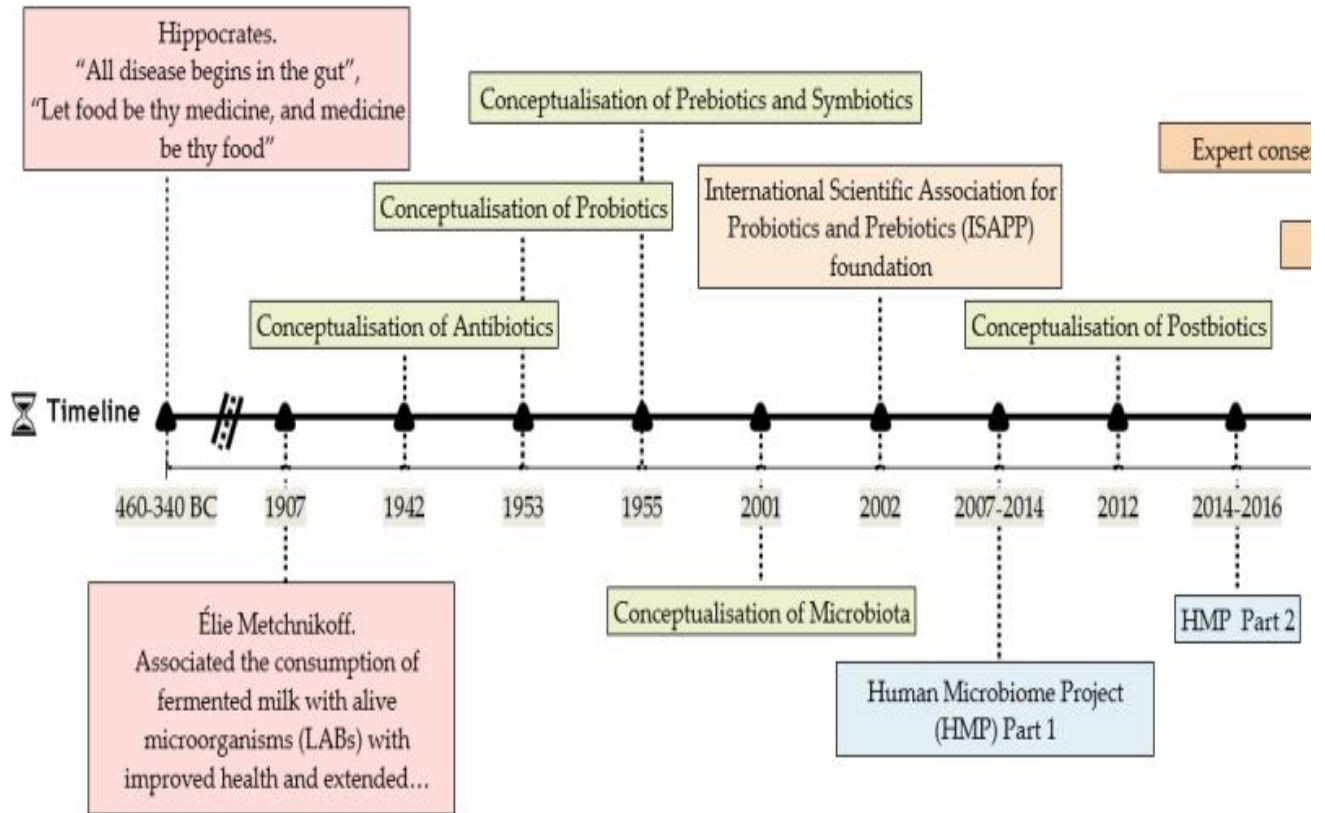 Hippocrates.
“All disease begins in the gut”,
“Let food be thy medicine, and medicine
be thy food”
Conceptualisation of Prebiotics and Symbiotics
Expert
Conceptualisation of Probiotics
International Scientific Association for
Probiotics and Prebiotics (ISAPP)
foundation
Conceptualisation of Antibiotics
Conceptualisation of Postbiotics
Timeline
460-340 BC
1907
1942
1953
1955
2001
2002
2007-2014
2012
2014-2016
Élie Metchnikoff.
Associated the consumption of
fermented milk with alive
microorganisms (LABs) with
improved health and extended…
Conceptualisation of Microbiota
HMP Part 2
Human Microbiome Project
(HMP) Part 1